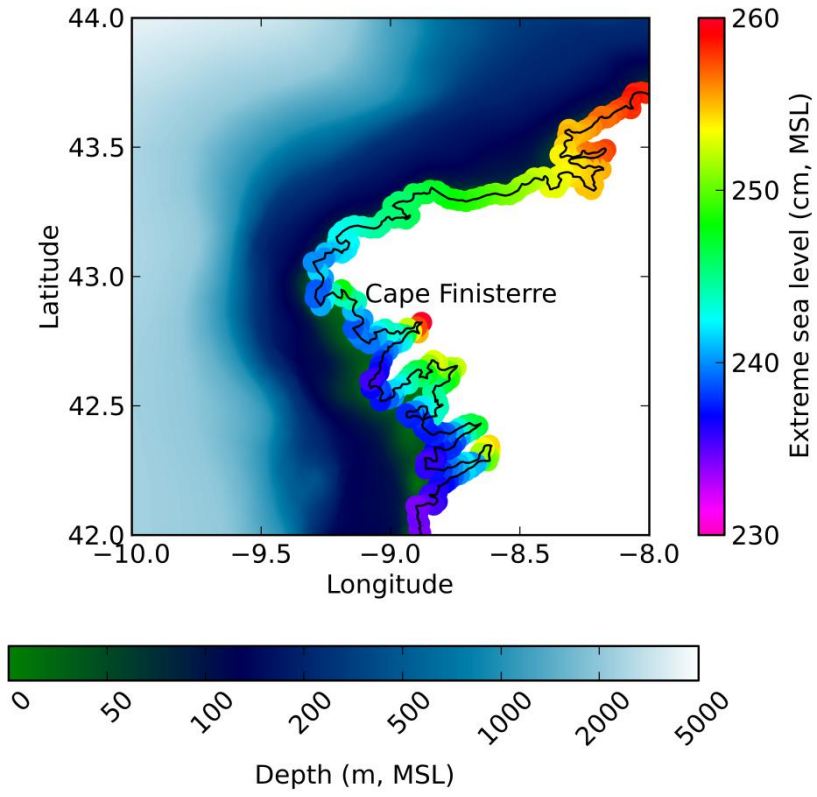 44.0
43.5
43.0
42.5
42.0
Latitude
−10.0 −9.5 −9.0 −8.5 −8.0
Longitude
Cape Finisterre
260
250
240
230
Extreme sea level (cm, MSL)
0 50 100 200 500 1000 2000 5000
Depth (m, MSL)